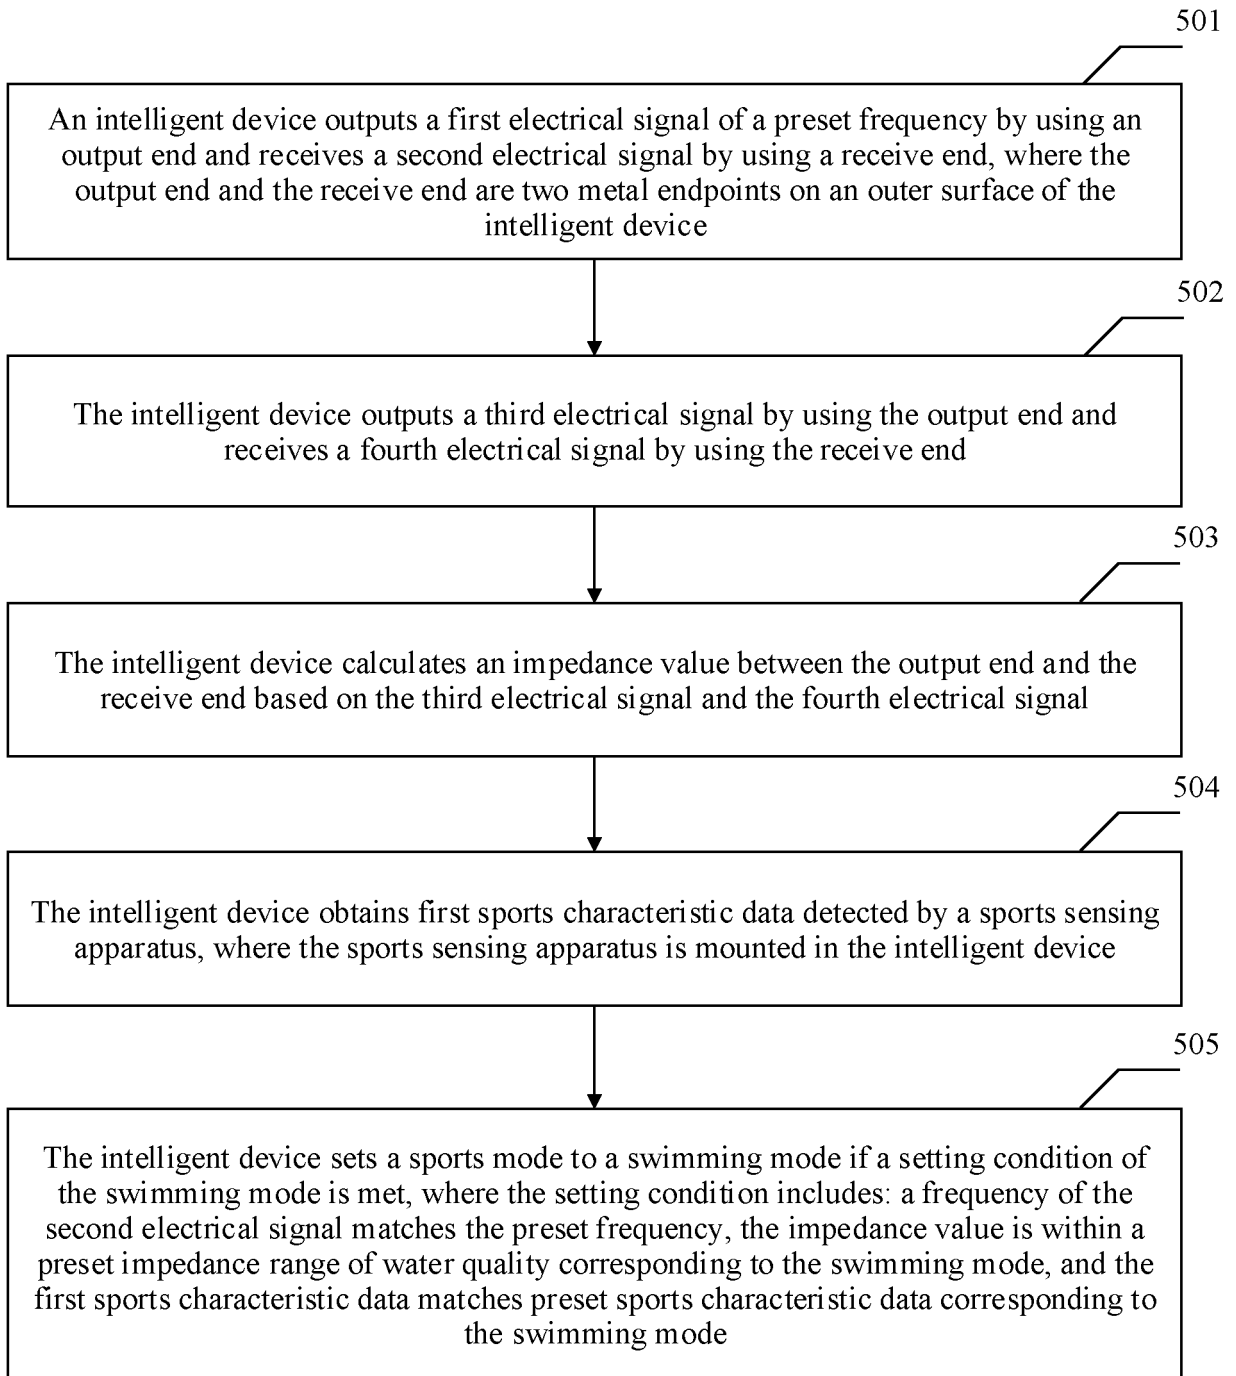 501
An intelligent device outputs a first electrical signal of a preset frequency by using an
output end and receives a second electrical signal by using a receive end, where the
output end and the receive end are two metal endpoints on an outer surface of the
intelligent device
502
The intelligent device outputs a third electrical signal by using the output end and
receives a fourth electrical signal by using the receive end
503
The intelligent device calculates an impedance value between the output end and the
receive end based on the third electrical signal and the fourth electrical signal
504
The intelligent device obtains first sports characteristic data detected by a sports sensing
apparatus, where the sports sensing apparatus is mounted in the intelligent device
505
The intelligent device sets a sports mode to a swimming mode if a setting condition of
the swimming mode is met, where the setting condition includes: a frequency of the
second electrical signal matches the preset frequency, the impedance value is within a
preset impedance range of water quality corresponding to the swimming mode, and the
first sports characteristic data matches preset sports characteristic data corresponding to
the swimming mode